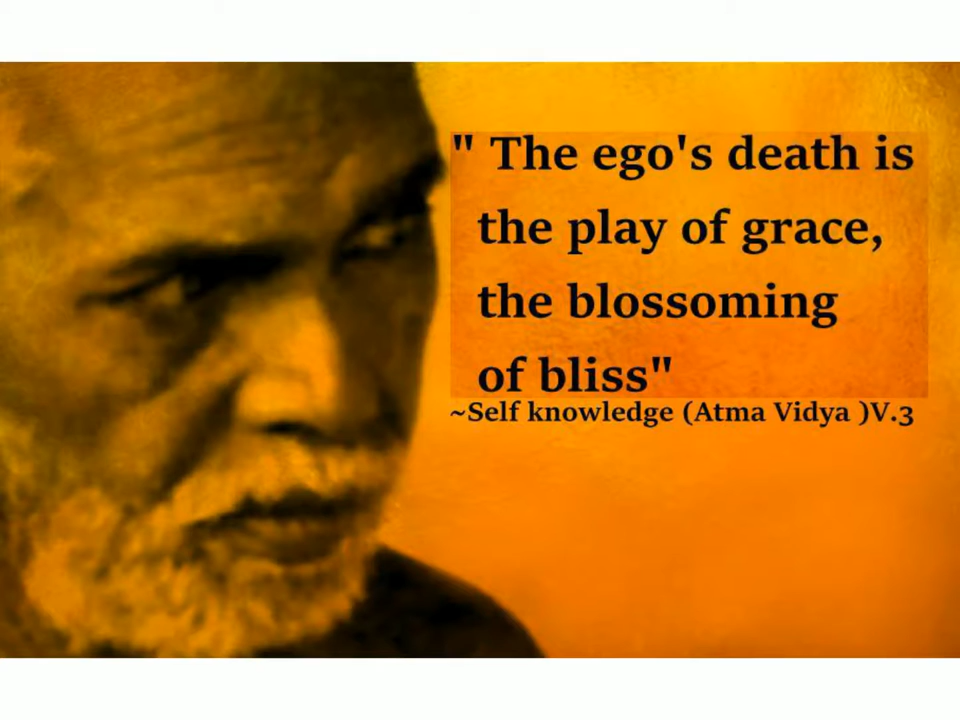 " The ego's death is
the play of grace,
the blossoming
of bliss"
~Self knowledge (Atma Vidya )V.3